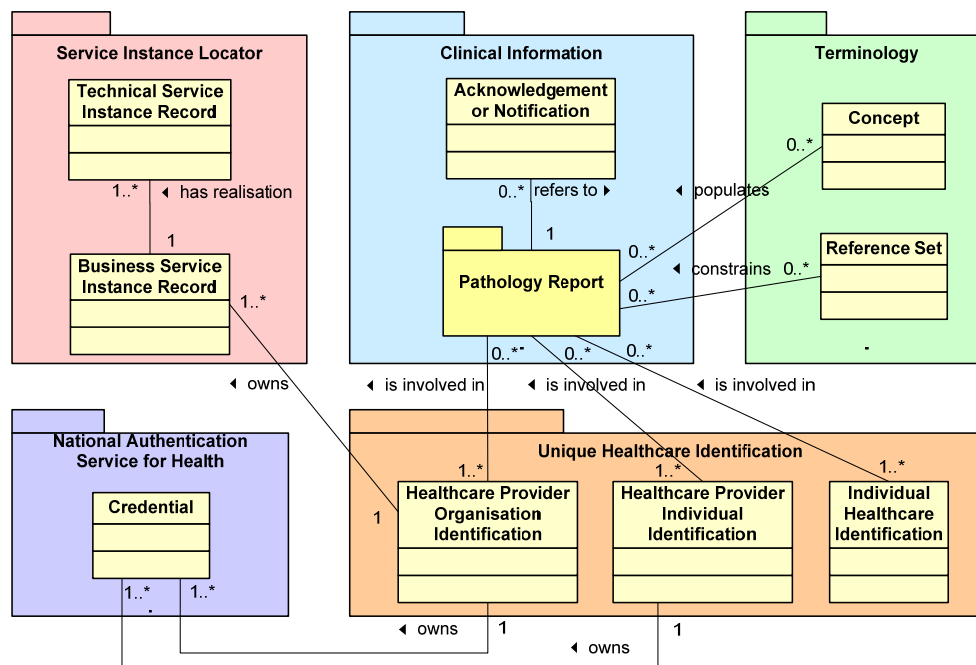 Service Instance Locator
Technical Service
Instance Record
1..*
◄ has realisation
1
Business Service
Instance Record
1..*
◄ owns
1
Clinical Information
Acknowledgement
or Notification
0..*
refers to ►
1
Pathology Report
0..*
0..*
0..*
0..*
0..*
Terminology
Concept
0..*
◄ populates
Reference Set
0..*
◄ constrains
◄ is involved in
◄ is involved in
◄ is involved in
National Authentication
Service for Health
Credential
1..*
1..*
Unique Healthcare Identification
1..*
Healthcare Provider
Organisation
Identification
1..*
Healthcare Provider
Individual
Identification
1..*
Individual
Healthcare
Identification
◄ owns
1
◄ owns
1